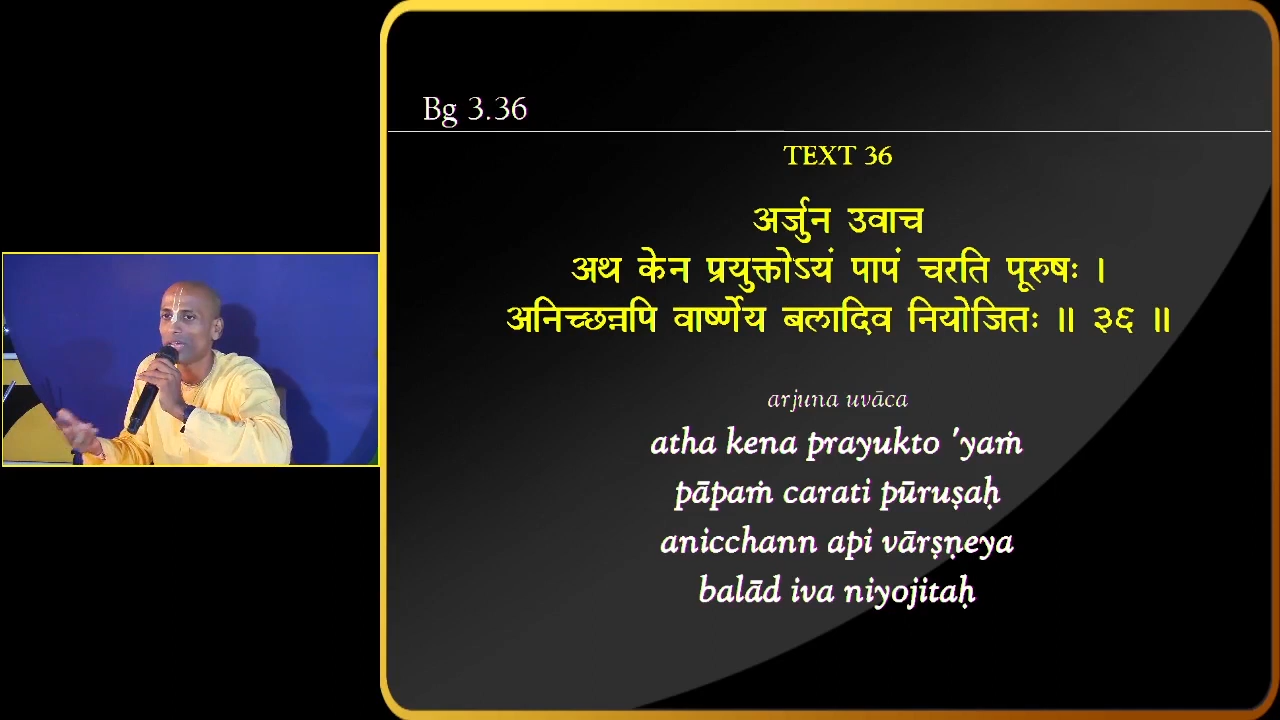 Bg 3.36
TEXT 36
अर्जुन उवाच
अथ केन प्रयुक्तोऽयं पापं चरति पूरुषः ।
अनिच्छन्नपि वार्ष्णेय बलादिव नियोजितः ॥ ३६ ॥
arjuna uvāca
atha kena prayukto 'yaṁ
pāpaṁ carati pūruṣaḥ
anicchann api vārṣṇeya
balād iva niyojitaḥ